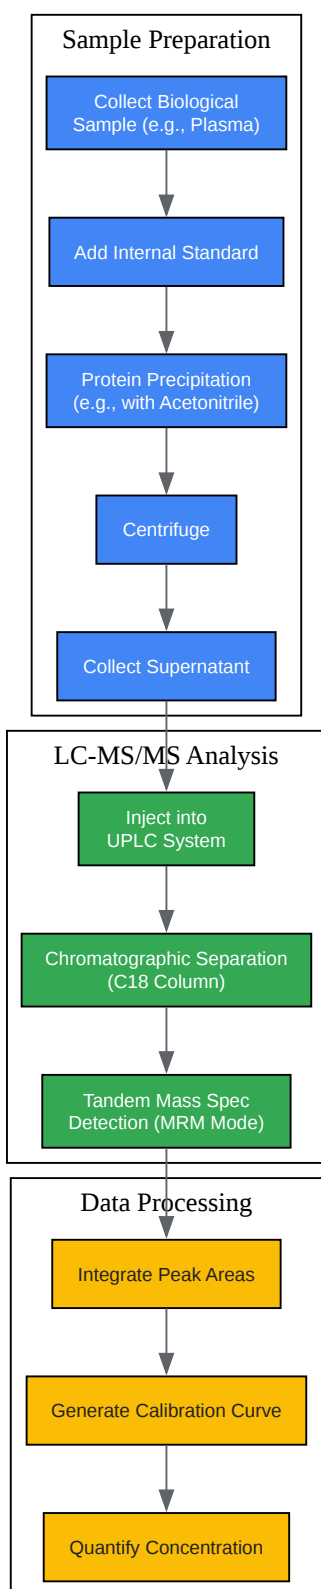 Sample Preparation
Collect Biological
Sample (e.g., Plasma)
Add Internal Standard
Protein Precipitation
(e.g., with Acetonitrile)
Centrifuge
Collect Supernatant
LC-MS/MS Analysis
Inject into
UPLC System
Chromatographic Separation
(C18 Column)
Tandem Mass Spec
Detection (MRM Mode)
Data Processing
Integrate Peak Areas
Generate Calibration Curve
Quantify Concentration